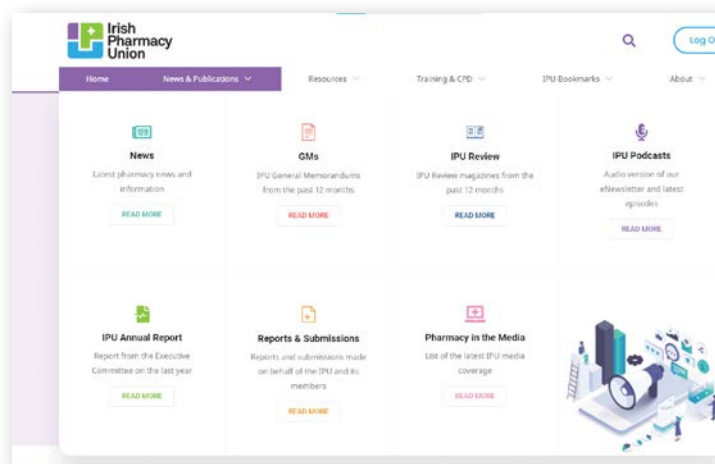 Irish
Pharmacy
Union
Log O
Home News & Publications Resources Training & CPD IPU Bookmarks About
News
Latest pharmacy news and
information
READ MORE
GMs
IPU General Memorandums
from the past 12 months
READ MORE
IPU Review
IPU Review magazines from the
past 12 months
READ MORE
IPU Podcasts
Audio version of our
eNewsletter and latest
episodes
READ MORE
IPU Annual Report
Report from the Executive
Committee on the last year.
READ MORE
Reports & Submissions
Reports and submissions made
on behalf of the IPU and its
members
READ MORE
Pharmacy in the Media
List of the latest IPU media
coverage
READ MORE